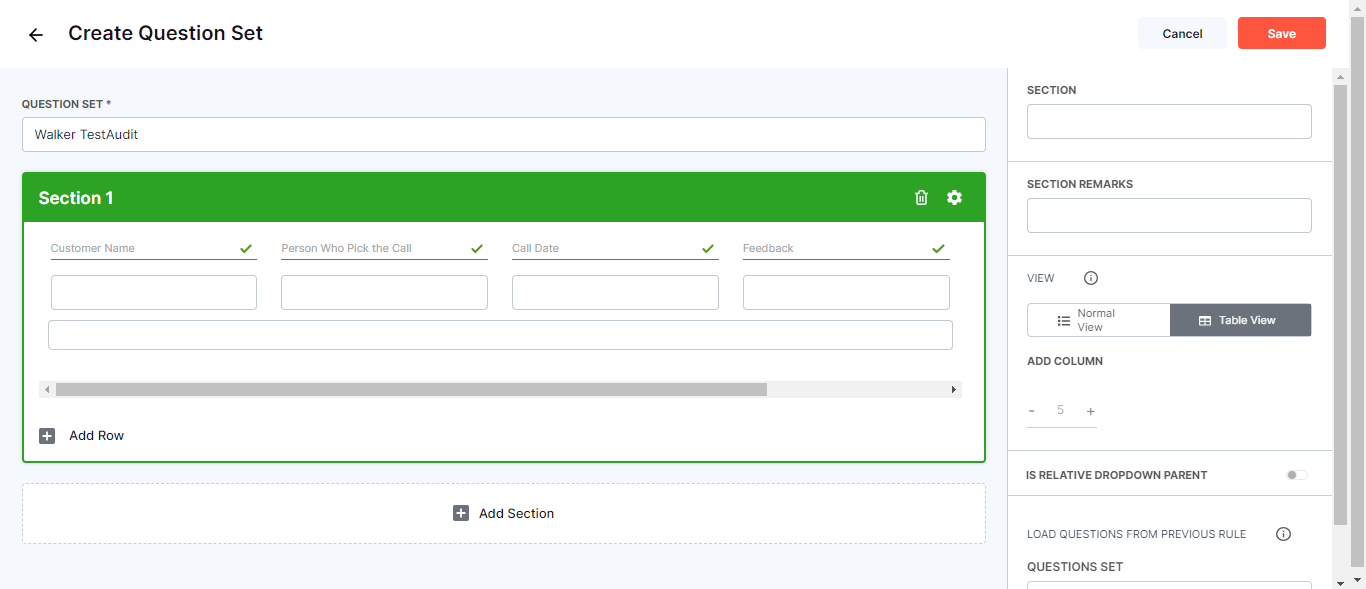 Create Question Set
Cancel
Save
QUESTION SET *
Walker TestAudit
Section 1
Customer Name
Person Who Pick the Call
Call Date
Feedback
Add Row
Add Section
SECTION
SECTION REMARKS
VIEW
Normal
View
Table View
ADD COLUMN
- 5 +
IS RELATIVE DROPDOWN PARENT
LOAD QUESTIONS FROM PREVIOUS RULE
QUESTIONS SET